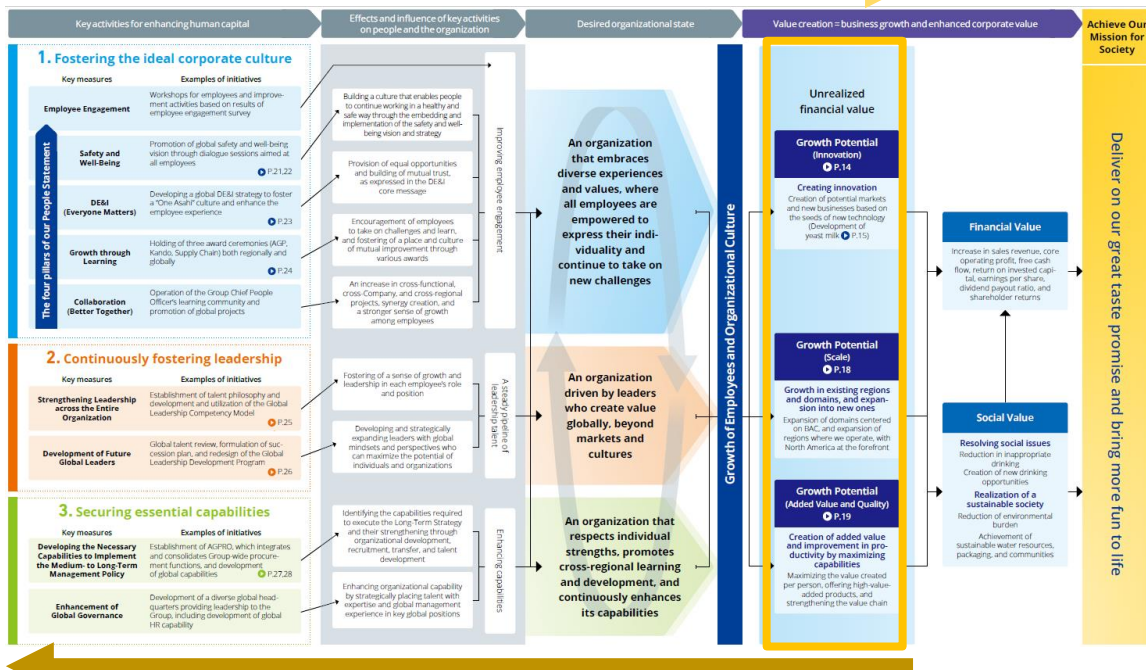 Key activities for enhancing human capital
Effects and influence of key activities
on people and the organization
Desired organizational state
Value creation = business growth and enhanced corporate value
Achieve Our
Mission for
Society
1. Fostering the ideal corporate culture
Key measures
Examples of initiatives
The four pillars of our People Statement
Employee Engagement
Workshops for employees and improve-
ment activities based on results of
employee engagement survey
Safety and
Well-Being
Promotion of global safety and well-being
vision through dialogue sessions aimed at
all employees
P.21,22
DE&I
(Everyone Matters)
Developing a global DE&I strategy to foster
a "One Asahi" culture and enhance the
employee experience
P.23
Growth through
Learning
Holding of three award ceremonies (AGP,
Kando, Supply Chain) both regionally and
globally
P.24
Collaboration
(Better Together)
Operation of the Group Chief People
Officer's learning community and
promotion of global projects
2. Continuously fostering leadership
Key measures
Examples of initiatives
Strengthening Leadership
across the Entire
Organization
Establishment of talent philosophy and
development and utilization of the Global
Leadership Competency Model
P.25
Development of Future
Global Leaders
Global talent review, formulation of suc-
cession plan, and redesign of the Global
Leadership Development Program
P.26
3. Securing essential capabilities
Key measures
Examples of initiatives
Developing the Necessary
Capabilities to Implement
the Medium- to Long-Term
Management Policy
Establishment of AGPRO, which integrates
and consolidates Group-wide procure-
ment functions, and development
of global capabilities
P.27,28
Enhancement of
Global Governance
Development of a diverse global head-
quarters providing leadership to the
Group, including development of global
HR capability
Building a culture that enables people
to continue working in a healthy and
safe way through the embedding and
implementation of the safety and well-
being vision and strategy
Provision of equal opportunities
and building of mutual trust,
as expressed in the DE&I
core message
Encouragement of employees
to take on challenges and learn,
and fostering of a place and culture
of mutual improvement through
various awards
An increase in cross-functional,
cross-Company, and cross-regional
projects, synergy creation, and
a stronger sense of growth
among employees
Improving employee engagement
Fostering of a sense of growth and
leadership in each employee's role
and position
Developing and strategically
expanding leaders with global
mindsets and perspectives who
can maximize the potential of
individuals and organizations
A steady pipeline of
leadership talent
Identifying the capabilities required
to execute the Long-Term Strategy
and their strengthening through
organizational development,
recruitment, transfer, and talent
development
Enhancing organizational capability
by strategically placing talent with
expertise and global management
experience in key global positions
Enhancing capabilities
An organization
that embraces
diverse experiences
and values, where
all employees are
empowered to
express their indi-
viduality and
continue to take on
new challenges
An organization
driven by leaders
who create value
globally, beyond
markets and
cultures
An organization that
respects individual
strengths, promotes
cross-regional learning
and development, and
continuously enhances
its capabilities
Growth of Employees and Organizational Culture
Unrealized
financial value
Growth Potential
(Innovation)
P.14
Creating innovation
Creation of potential markets
and new businesses based on
the seeds of new technology
(Development of
yeast milk P.15)
Growth Potential
(Scale)
P.18
Growth in existing regions
and domains, and expan-
sion into new ones
Expansion of domains centered
on BAC, and expansion of
regions where we operate, with
North America at the forefront
Growth Potential
(Added Value and Quality)
P.19
Creation of added value
and improvement in pro-
ductivity by maximizing
capabilities
Maximizing the value created
per person, offering high-value-
added products, and
strengthening the value chain
Financial Value
Increase in sales revenue, core
operating profit, free cash
flow, return on invested capi-
tal, earnings per share,
dividend payout ratio, and
shareholder returns
Social Value
Resolving social issues
Reduction in inappropriate
drinking
Creation of new drinking
opportunities
Realization of a
sustainable society
Reduction of environmental
burden
Achievement of
sustainable water resources,
packaging, and communities
Deliver on our great taste promise and bring more fun to life